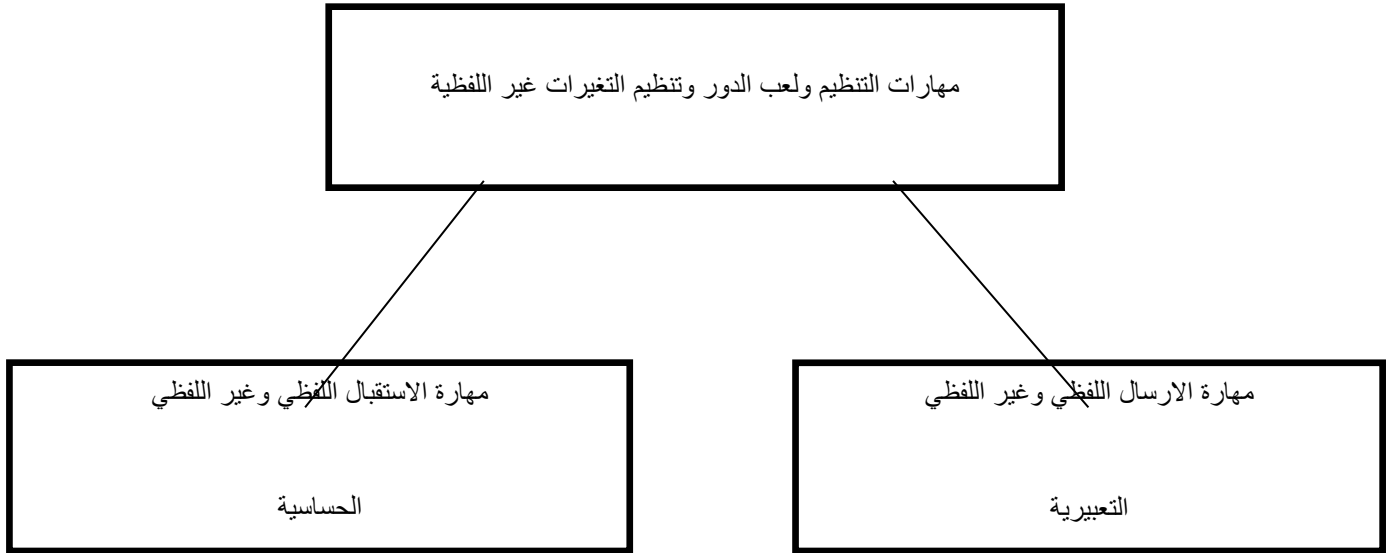 مهارات التنظيم ولعب الدور وتنظيم التغيرات غير اللفظية
مهارة الارسال اللفظي وغير اللفظي
التعبيرية
مهارة الاستقبال اللفظي وغير اللفظي
الحساسية